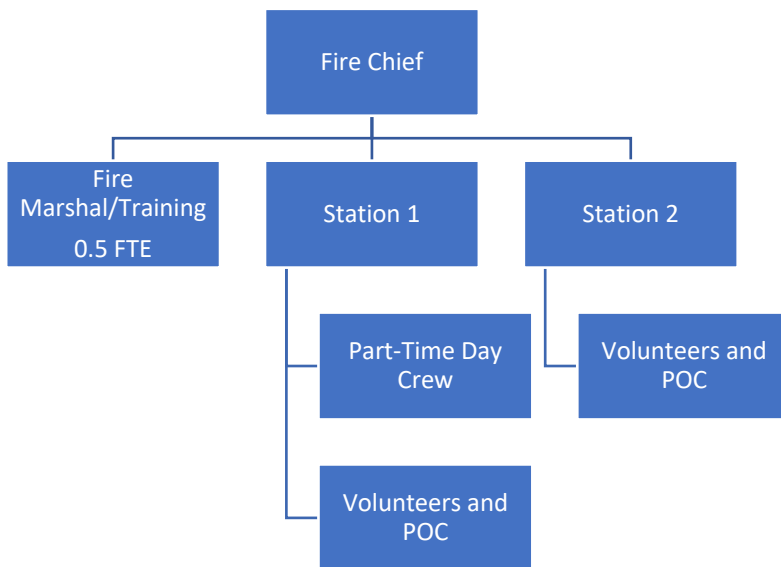 Fire Chief
Fire
Marshal/Training
0.5 FTE
Station 1
Station 2
Part-Time Day
Crew
Volunteers and
POC
Volunteers and
POC